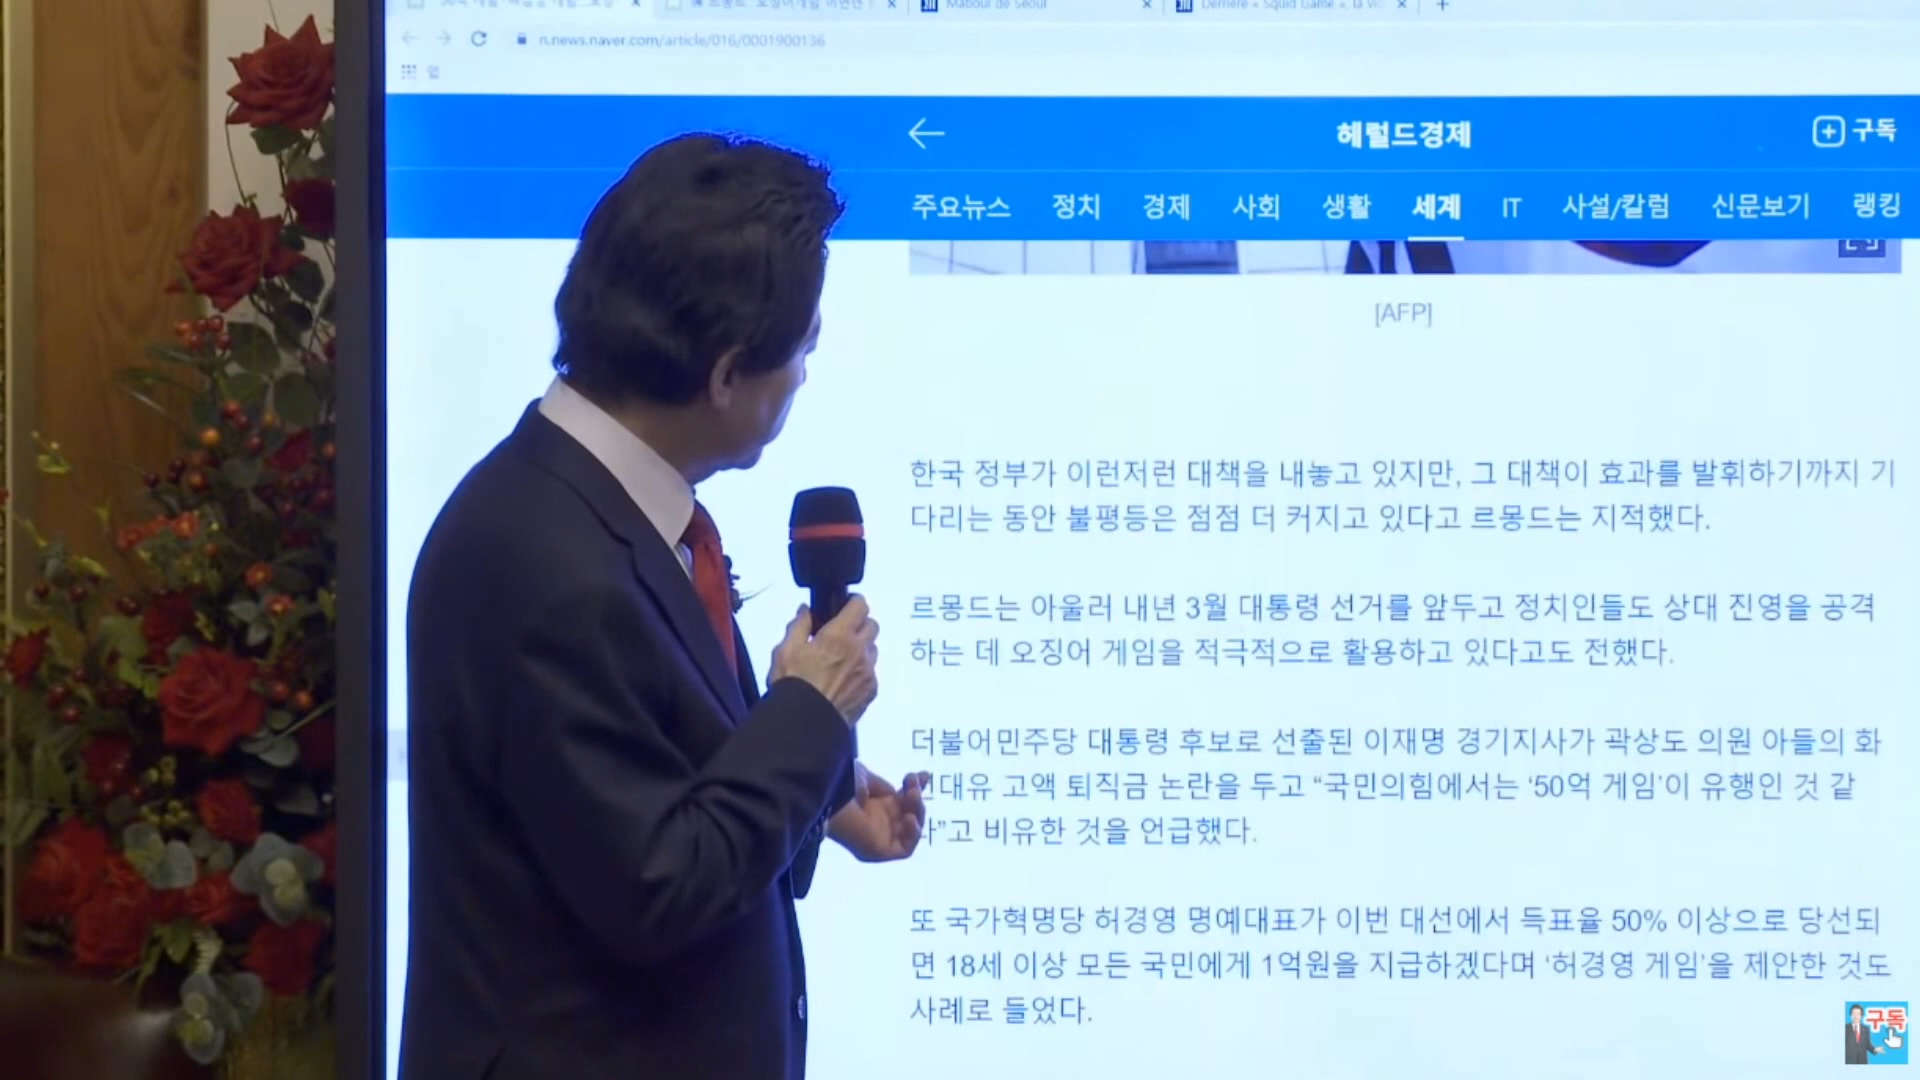 Maboul de Séoul
Derrière « Squid Game », la vi
n.news.naver.com/article/016/0001900136
앱
헤럴드경제
구독
주요뉴스 정치 경제 사회 생활 세계 IT 사설/칼럼 신문보기 랭킹
[AFP]
한국 정부가 이런저런 대책을 내놓고 있지만, 그 대책이 효과를 발휘하기까지 기
다리는 동안 불평등은 점점 더 커지고 있다고 르몽드는 지적했다.
르몽드는 아울러 내년 3월 대통령 선거를 앞두고 정치인들도 상대 진영을 공격
하는 데 오징어 게임을 적극적으로 활용하고 있다고도 전했다.
더불어민주당 대통령 후보로 선출된 이재명 경기지사가 곽상도 의원 아들의 화
대유 고액 퇴직금 논란을 두고 “국민의힘에서는 ‘50억 게임’이 유행인 것 같
다”고 비유한 것을 언급했다.
또 국가혁명당 허경영 명예대표가 이번 대선에서 득표율 50% 이상으로 당선되
면 18세 이상 모든 국민에게 1억원을 지급하겠다며 ‘허경영 게임’을 제안한 것도
사례로 들었다.
구독